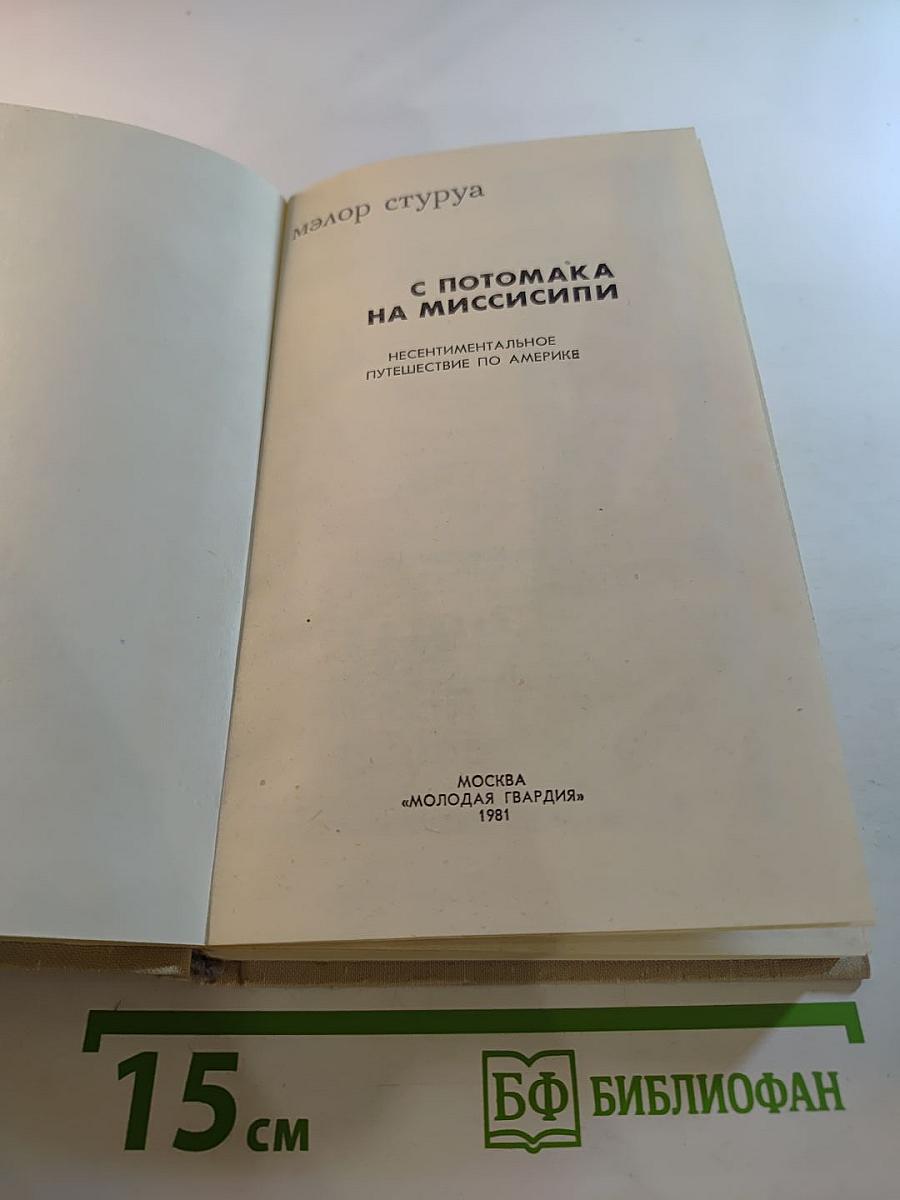 мэлор стуруа
С ПОТОМАКА
НА МИССИСИПИ
НЕСЕНТИМЕНТАЛЬНОЕ
ПУТЕШЕСТВИЕ ПО АМЕРИКЕ
МОСКВА
«МОЛОДАЯ ГВАРДИЯ»
1981
15 см
БФ БИБЛИОФАН